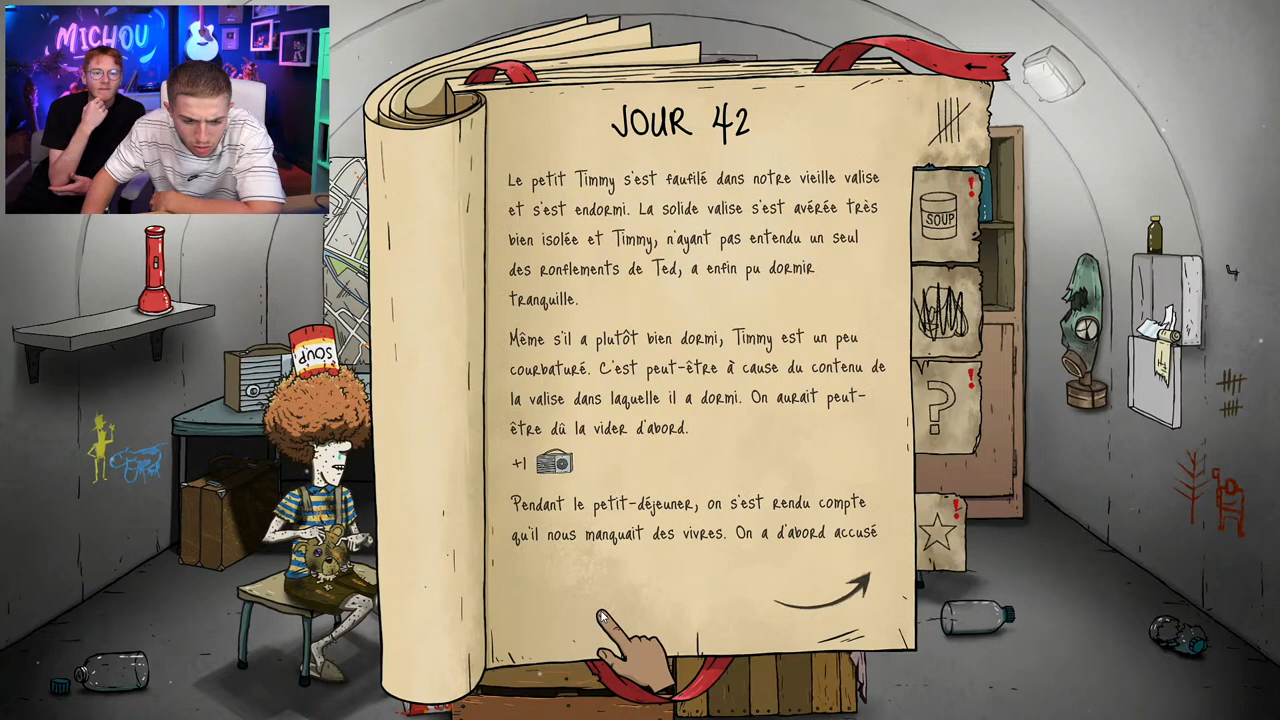 MICHOU
JOUR 42
Le petit Timmy s'est faufilé dans notre vieille valise
et s'est endormi. La solide valise s'est avérée très
bien isolée et Timmy, n'ayant pas entendu un seul
des ronflements de Ted, a enfin pu dormir
tranquille.
Même s'il a plutôt bien dormi, Timmy est un peu
courbaturé. C'est peut-être à cause du contenu de
la valise dans laquelle il a dormi. On aurait peut-
être dû la vider d'abord.
+1
Pendant le petit-déjeuner, on s'est rendu compte
qu'il nous manquait des vivres. On a d'abord accusé
!
SOUP
!
?
!
SOUP